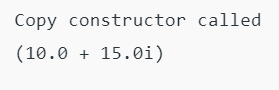 Copy constructor called
(10.0 + 15.0i)